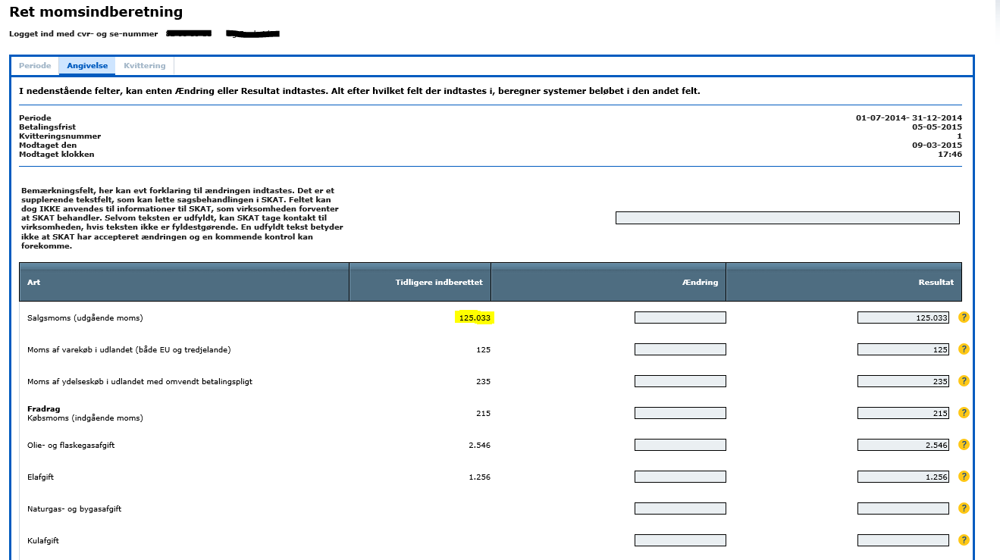 Ret momsindberetning
Logget ind med cvr- og se-nummer
Periode Angivelse Kvittering
I nedenstående felter, kan enten Ændring eller Resultat indtastes. Alt efter hvilket felt der indtastes i, beregner systemer beløbet i den andet felt.
Periode 01-07-2014- 31-12-2014
Betalingsfrist 05-05-2015
Kvitteringsnummer 1
Modtaget den 09-03-2015
Modtaget klokken 17:46
Bemærkningsfelt, her kan evt forklaring til ændringen indtastes. Det er et
supplerende tekstfelt, som kan lette sagsbehandlingen i SKAT. Feltet kan
dog IKKE anvendes til informationer til SKAT, som virksomheden forventer
at SKAT behandler. Selvom teksten er udfyldt, kan SKAT tage kontakt til
virksomheden, hvis teksten ikke er fyldestgørende. En udfyldt tekst betyder
ikke at SKAT har accepteret ændringen og en kommende kontrol kan
forekomme.
Art Tidligere indberettet Ændring Resultat
Salgsmoms (udgående moms) 125.033 125.033 ?
Moms af varekøb i udlandet (både EU og tredjelande) 125 125 ?
Moms af ydelseskøb i udlandet med omvendt betalingspligt 235 235 ?
Fradrag
Købsmoms (indgående moms) 215 215 ?
Olie- og flaskegasafgift 2.546 2.546 ?
Elafgift 1.256 1.256 ?
Naturgas- og bygasafgift ?
Kulafgift ?